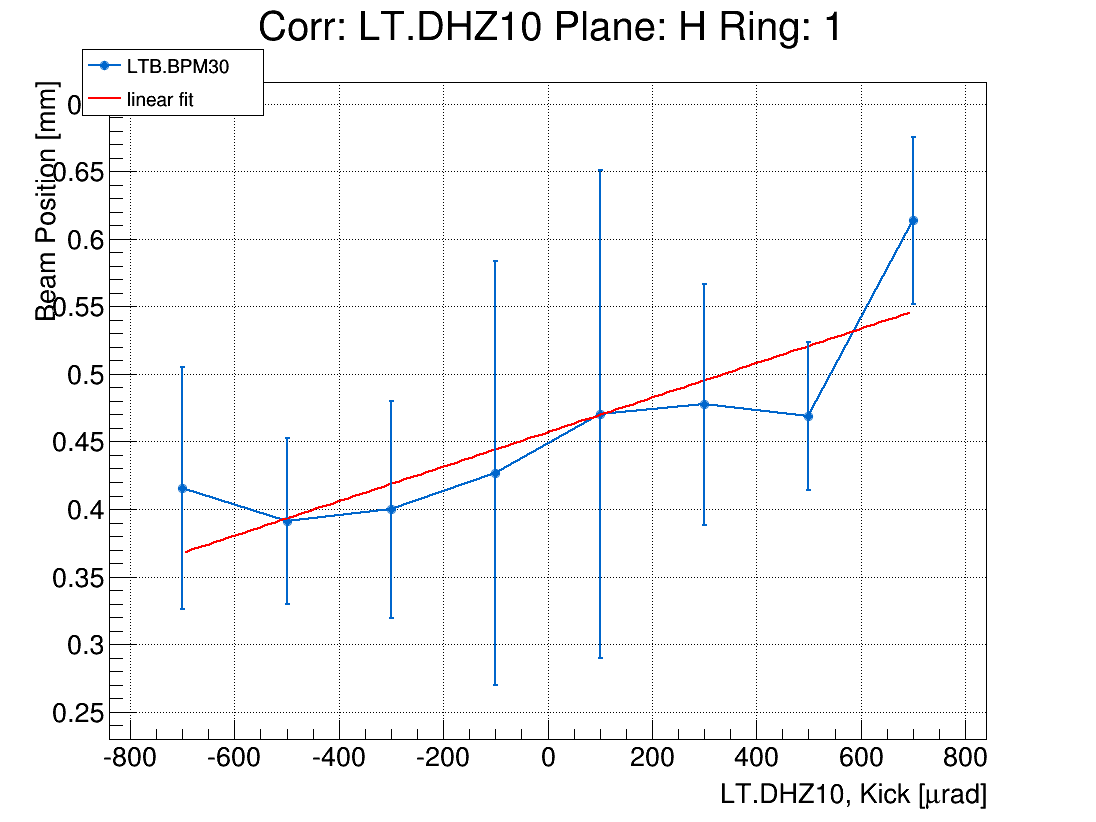 Corr: LT.DHZ10 Plane: H Ring: 1
LTB.BPM30
linear fit
Beam Position [mm]
0.65
0.6
0.55
0.5
0.45
0.4
0.35
0.3
0.25
-800 -600 -400 -200 0 200 400 600 800
LT.DHZ10, Kick [μrad]